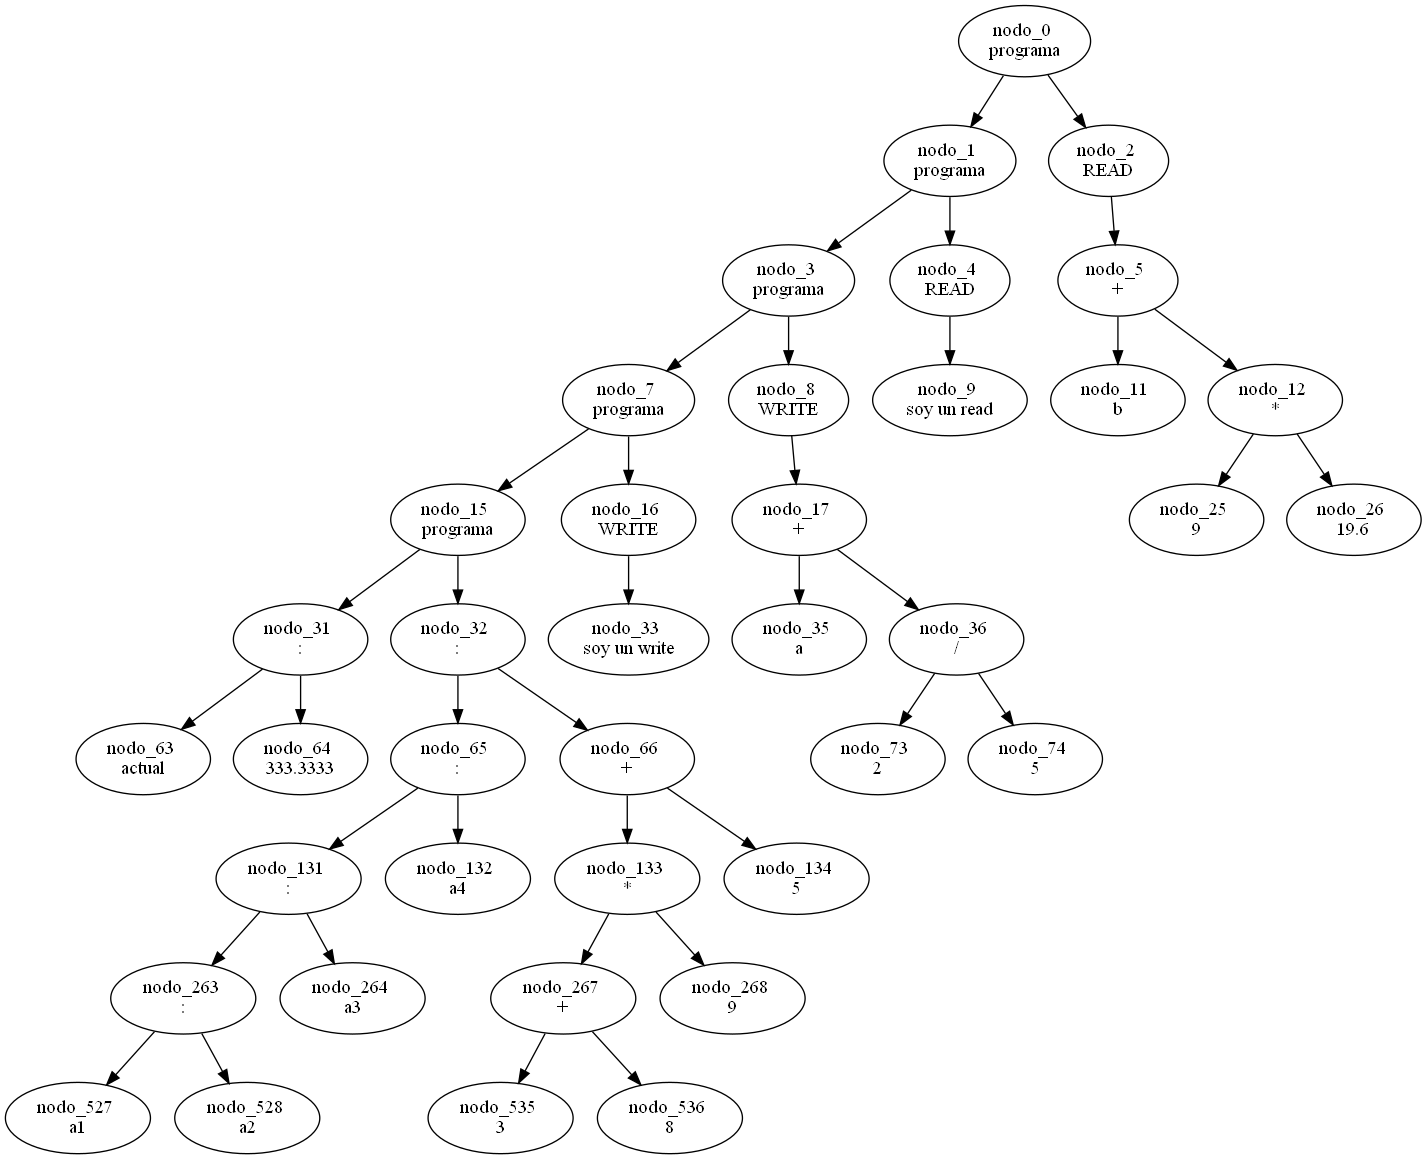 nodo_0
programa
nodo_1
programa
nodo_2
READ
nodo_3
programa
nodo_4
READ
nodo_5
+
nodo_7
programa
nodo_8
WRITE
nodo_9
soy un read
nodo_11
b
nodo_12
*
nodo_15
programa
nodo_16
WRITE
nodo_17
+
nodo_25
9
nodo_26
19.6
nodo_31
:
nodo_32
:
nodo_33
soy un write
nodo_35
a
nodo_36
/
nodo_63
actual
nodo_64
333.3333
nodo_65
:
nodo_66
+
nodo_73
2
nodo_74
5
nodo_131
:
nodo_132
a4
nodo_133
*
nodo_134
5
nodo_263
:
nodo_264
a3
nodo_267
+
nodo_268
9
nodo_527
a1
nodo_528
a2
nodo_535
3
nodo_536
8